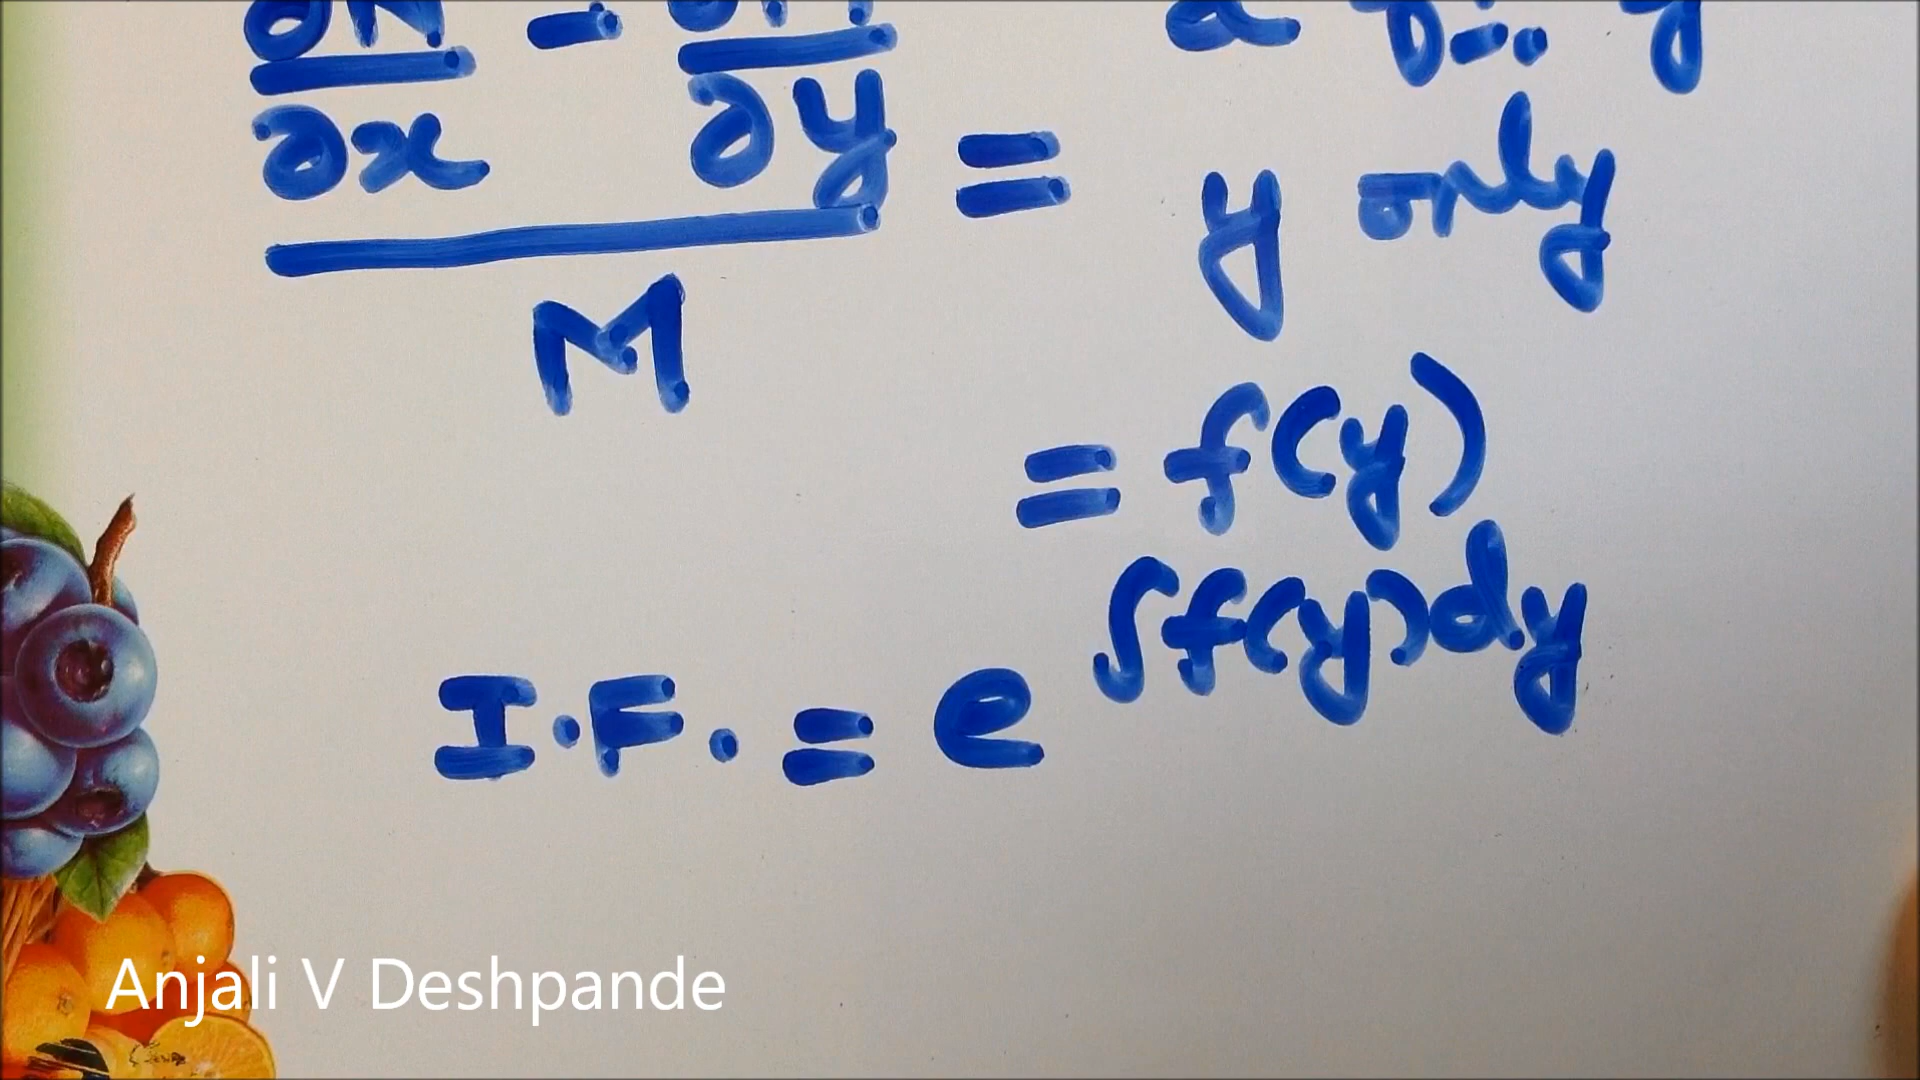 ∂N/∂x - ∂M/∂y
= y only
M
= f(y)
I.F. = e^∫f(y)dy
Anjali V Deshpande